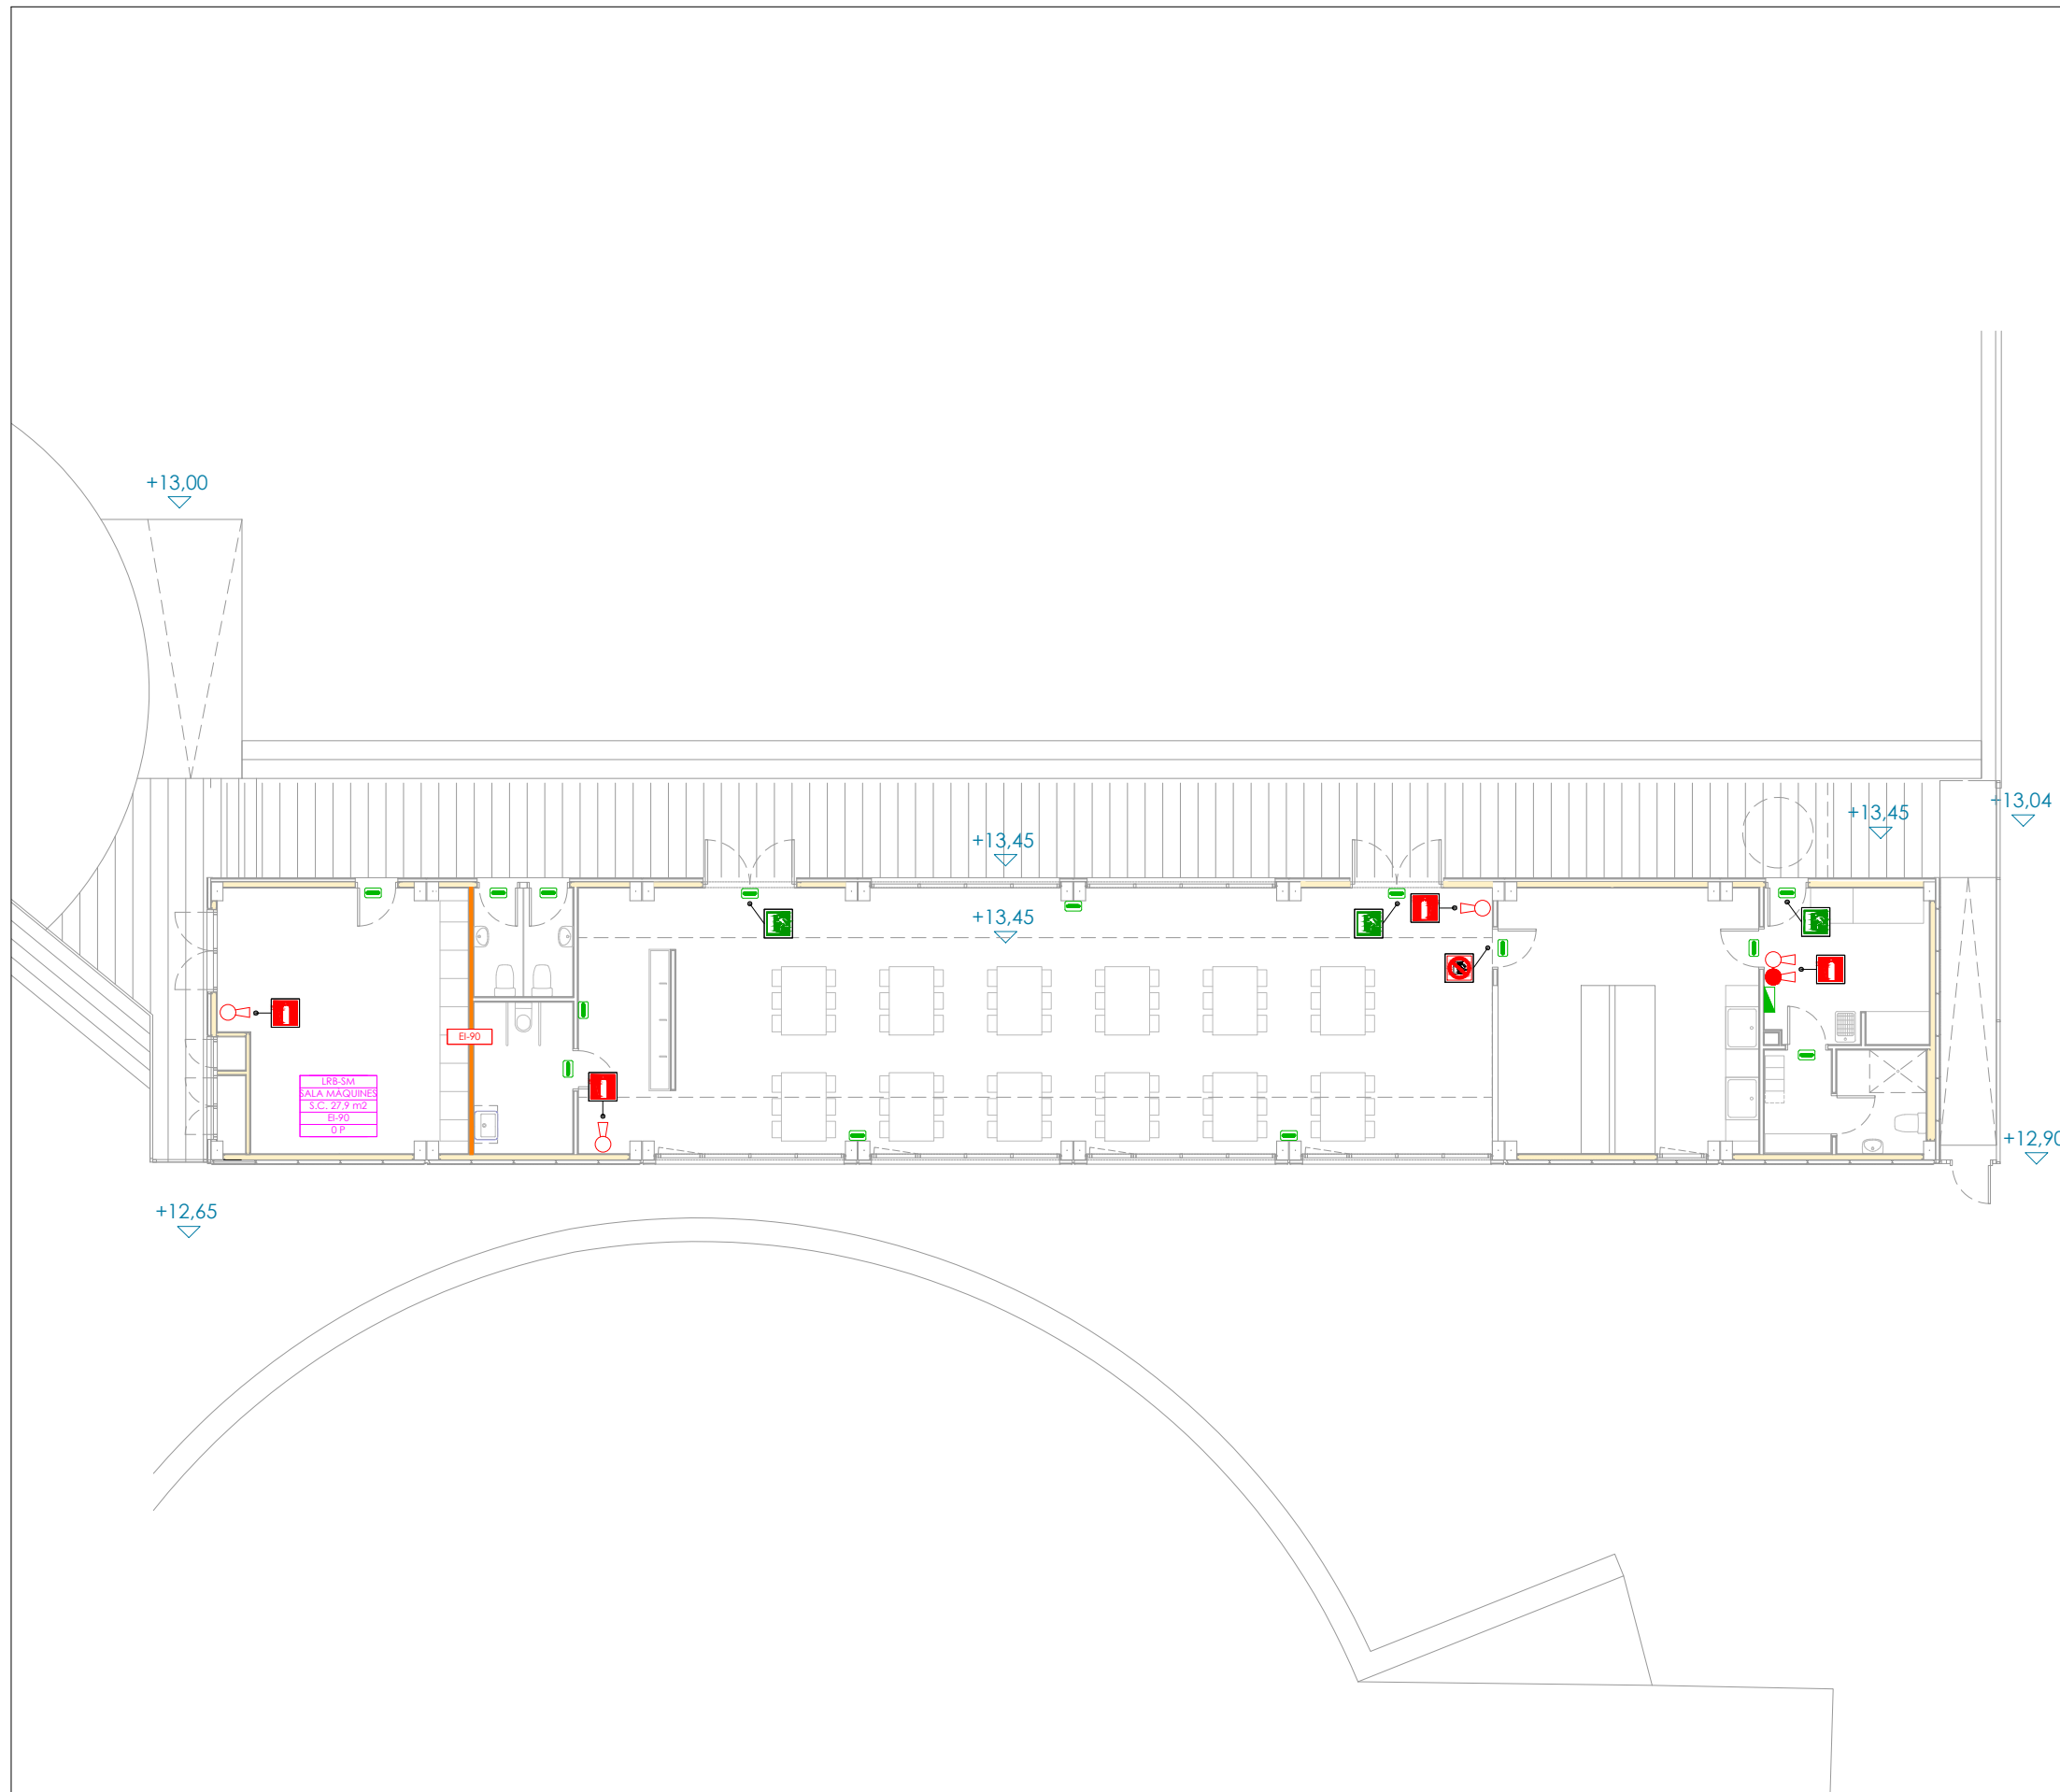 +13,00
+13,04
+13,45
+13,45
+13,45
EI-90
LRB-SM
SALA MÀQUINES
S.C. 27,9 m2
EI-90
0 P
+12,90
+12,65